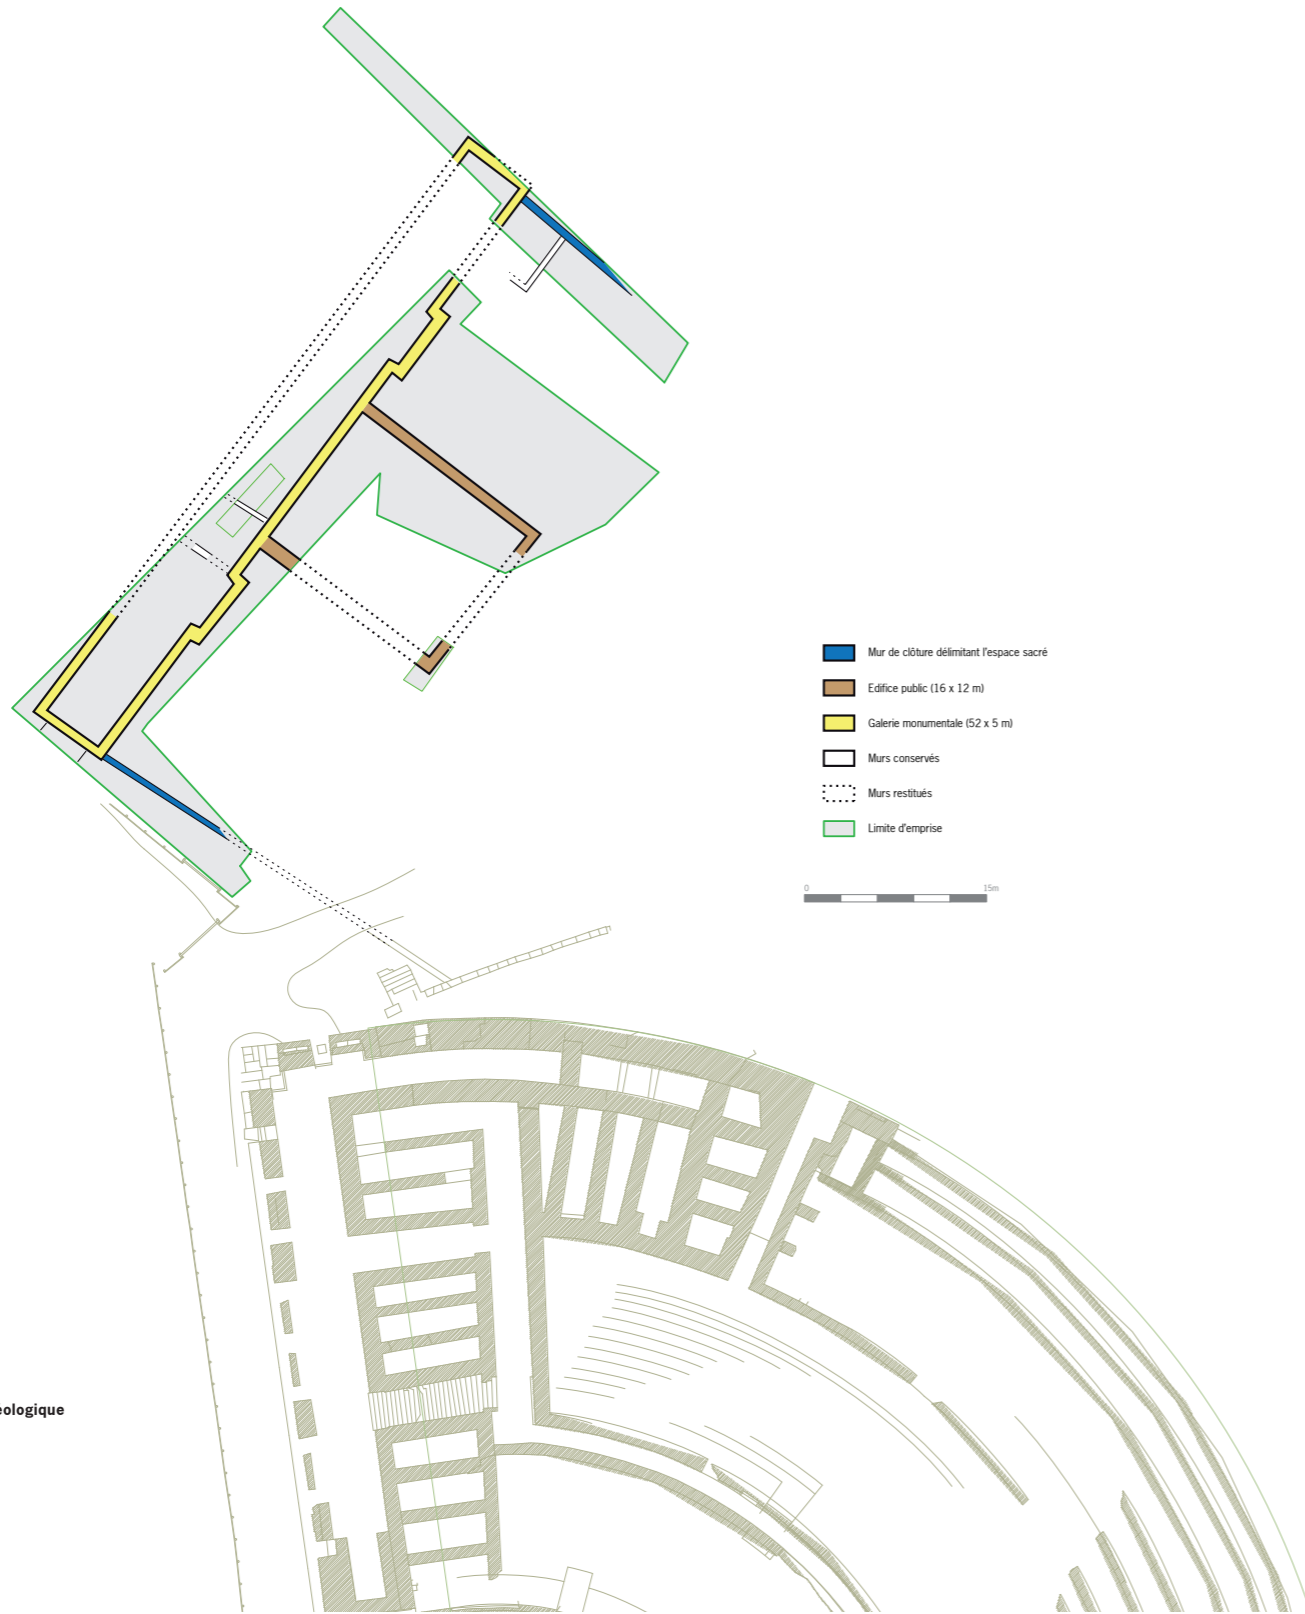 Mur de clôture délimitant l'espace sacré
Edifice public (16 x 12 m)
Galerie monumentale (52 x 5 m)
Murs conservés
Murs restitués
Limite d'emprise
0 15m
éologique